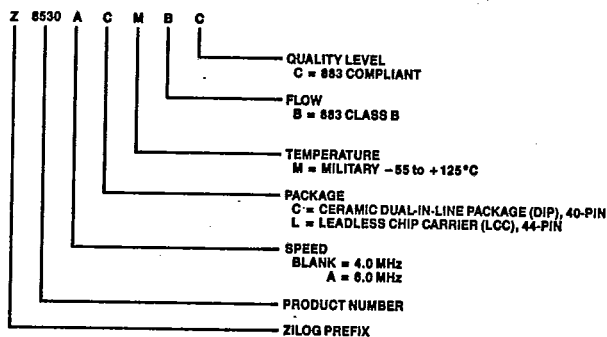 Z 8530 A C M B C
QUALITY LEVEL
C = 883 COMPLIANT
FLOW
B = 883 CLASS B
TEMPERATURE
M = MILITARY −55 to +125°C
PACKAGE
C = CERAMIC DUAL-IN-LINE PACKAGE (DIP), 40-PIN
L = LEADLESS CHIP CARRIER (LCC), 44-PIN
SPEED
BLANK = 4.0 MHz
A = 6.0 MHz
PRODUCT NUMBER
ZILOG PREFIX